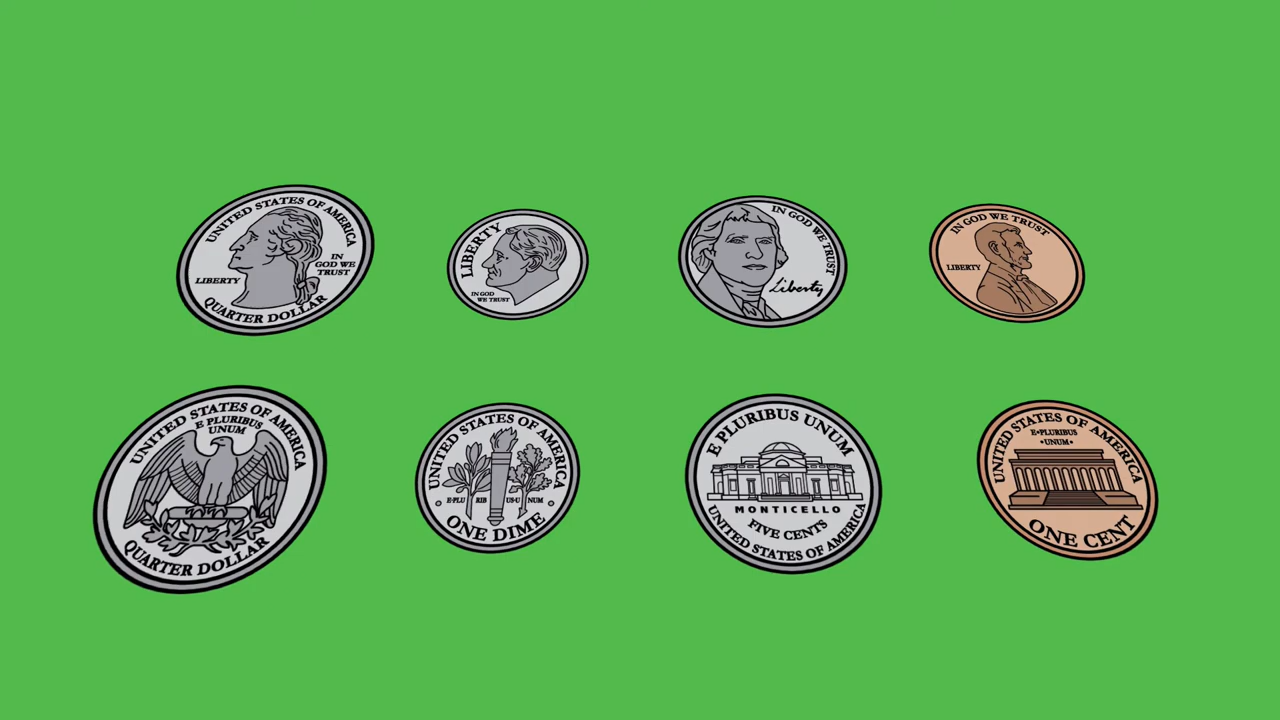 UNITED STATES OF AMERICA
LIBERTY
IN
GOD WE
TRUST
QUARTER DOLLAR
LIBERTY
IN GOD
WE TRUST
IN GOD WE TRUST
Liberty
IN GOD WE TRUST
LIBERTY
UNITED STATES OF AMERICA
E PLURIBUS
UNUM
QUARTER DOLLAR
UNITED STATES OF AMERICA
E·PLU RIB US·U NUM
ONE DIME
E PLURIBUS UNUM
MONTICELLO
FIVE CENTS
UNITED STATES OF AMERICA
UNITED STATES OF AMERICA
E·PLURIBUS
·UNUM·
ONE CENT